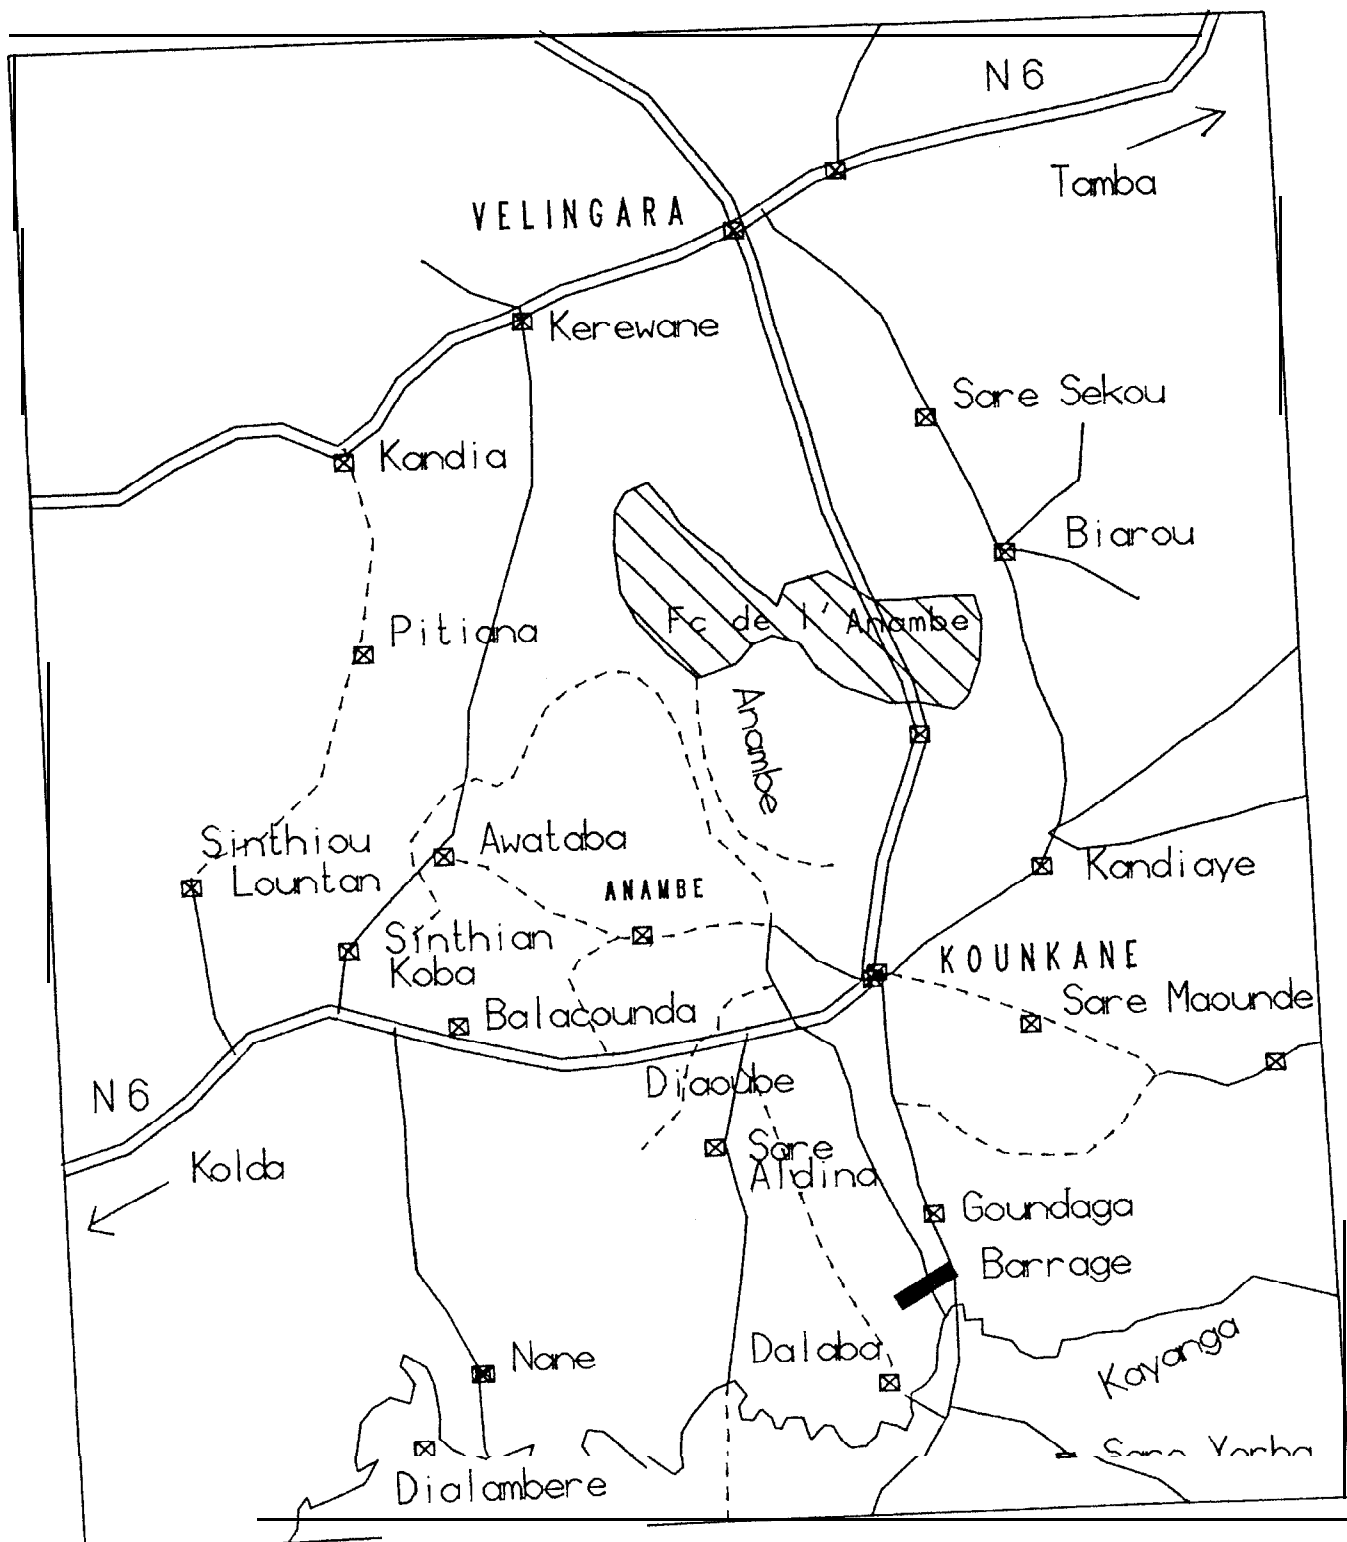 N6
Tamba
VELINGARA
Kerewane
Sare Sekou
Kandia
Biarou
Fc de l'Anambe
Pitiana
Anambe
Sinthiou
Lountan
Awataba
Kandiaye
ANAMBE
Sinthian
Koba
KOUNKANE
Sare Maounde
Balacounda
N6
Diaoube
Sare
Aldina
Kolda
Goundaga
Barrage
Dalaba
Nane
Kayanga
Dialambere